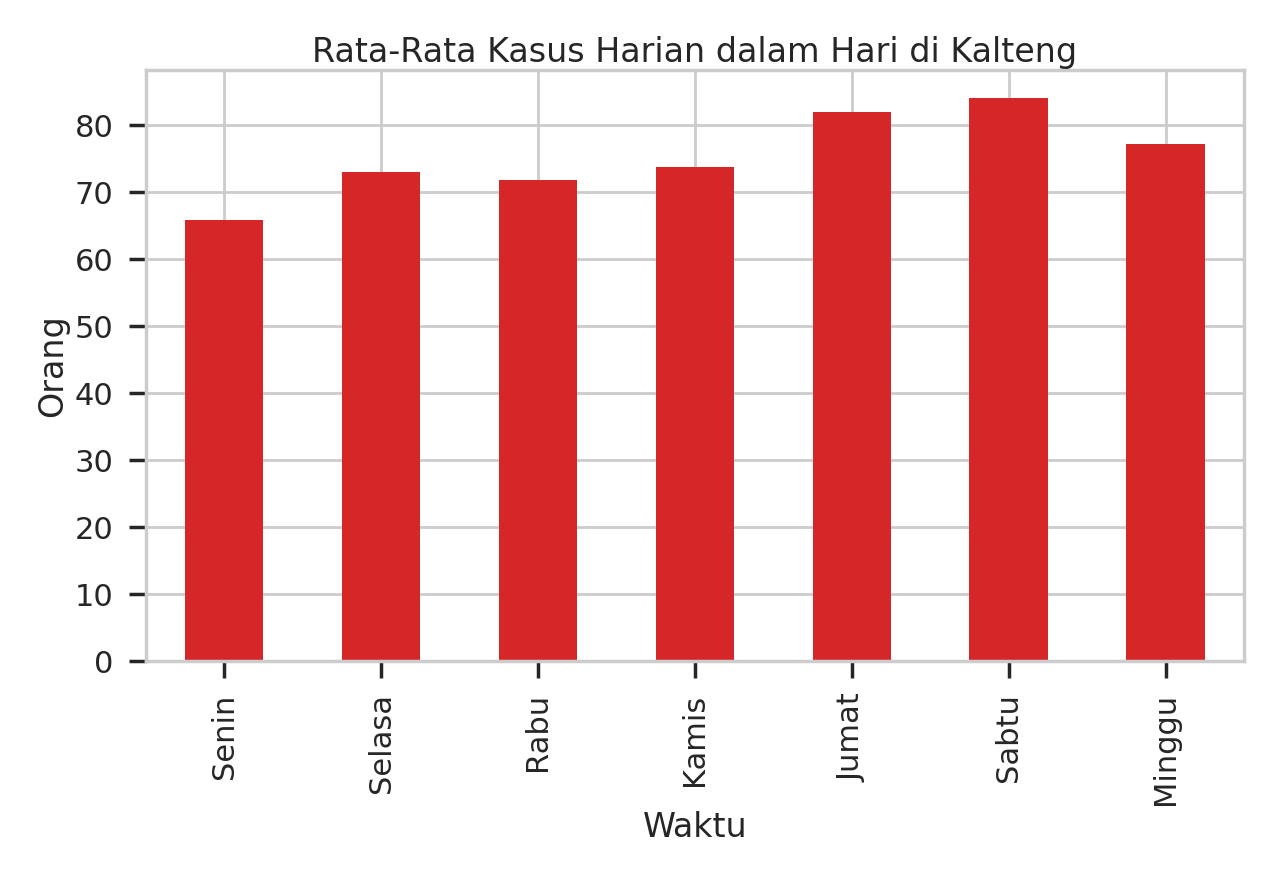 Rata-Rata Kasus Harian dalam Hari di Kalteng
Orang
80
70
60
50
40
30
20
10
0
Senin
Selasa
Rabu
Kamis
Jumat
Sabtu
Minggu
Waktu